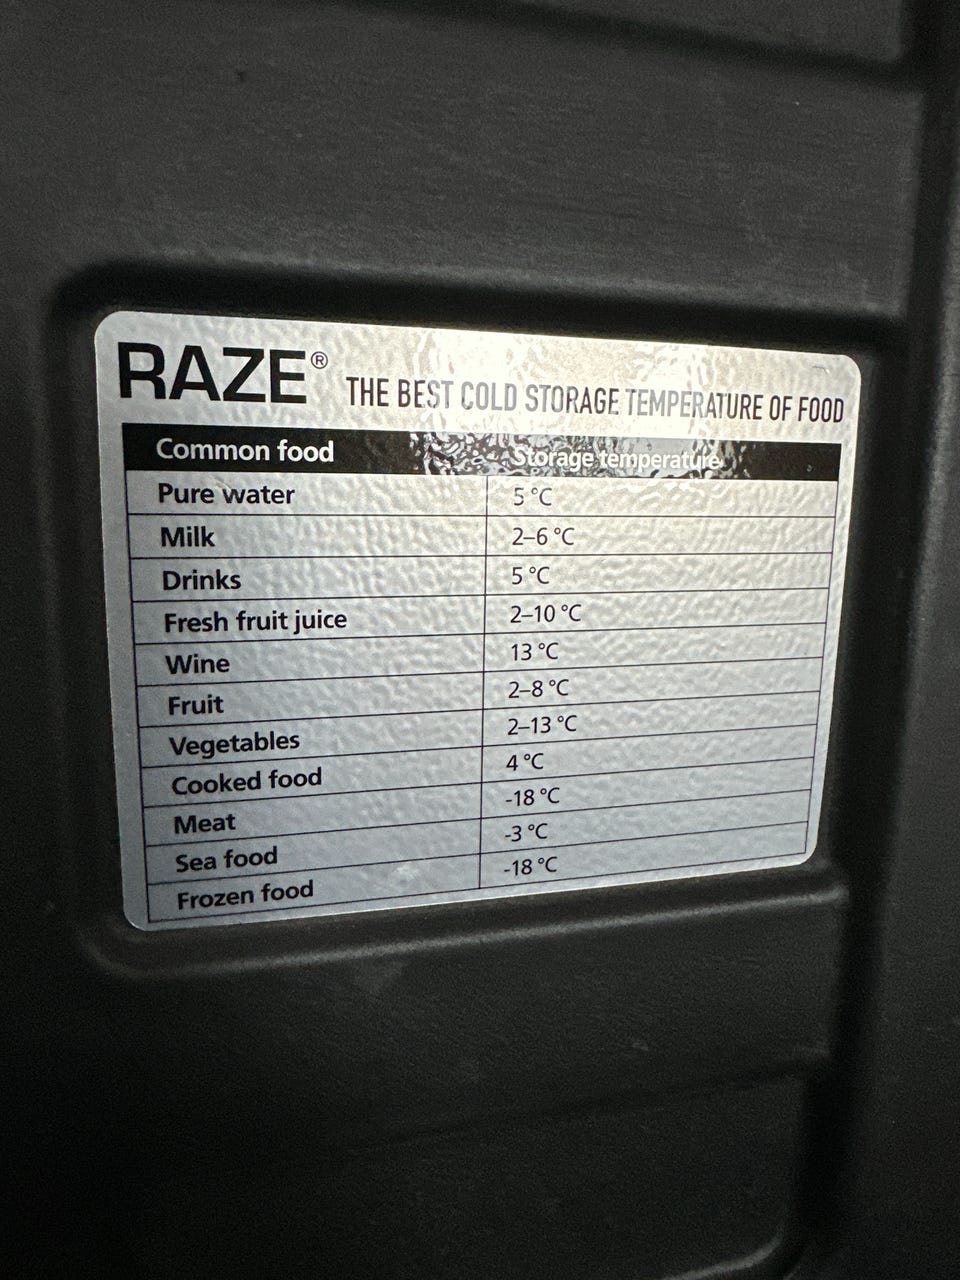 RAZE® THE BEST COLD STORAGE TEMPERATURE OF FOOD
Common food Storage temperature
Pure water 5 °C
Milk 2–6 °C
Drinks 5 °C
Fresh fruit juice 2–10 °C
Wine 13 °C
Fruit 2–8 °C
Vegetables 2–13 °C
Cooked food 4 °C
Meat -18 °C
Sea food -3 °C
Frozen food -18 °C